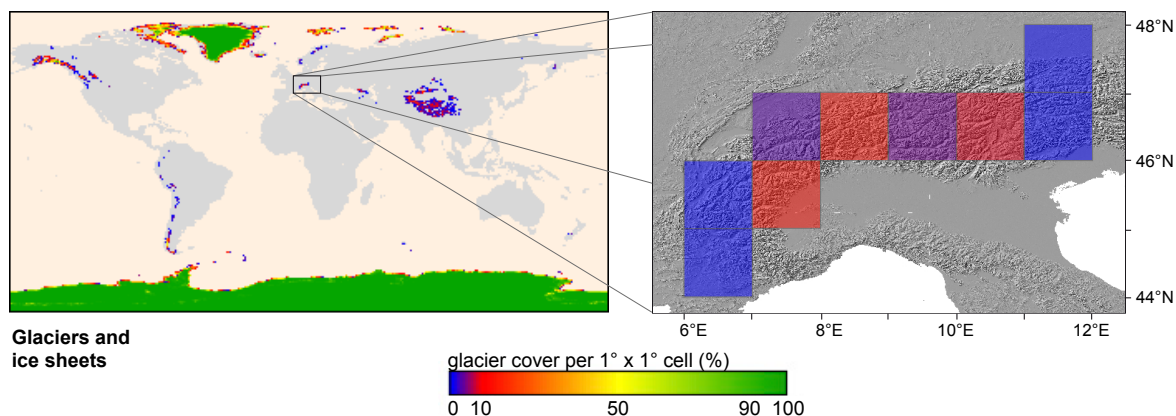 48°N
46°N
44°N
6°E 8°E 10°E 12°E
Glaciers and
ice sheets
glacier cover per 1° x 1° cell (%)
0 10 50 90 100